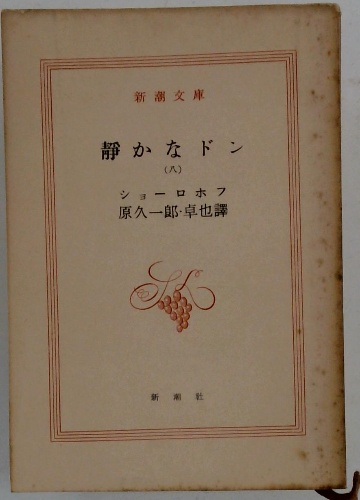 新潮文庫
靜かなドン
(八)
ショーロホフ
原久一郎・卓也譯
新潮社